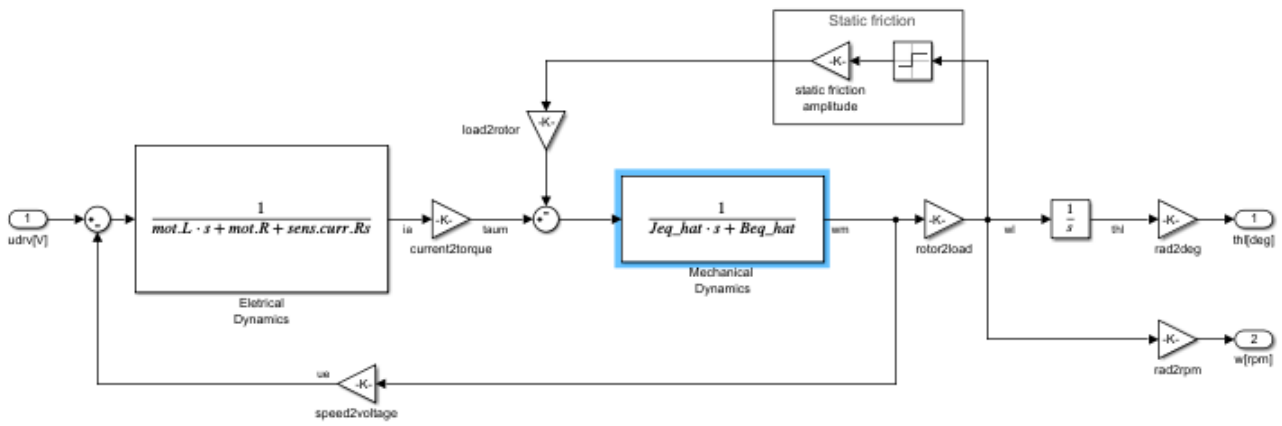 Static friction
-K-
static friction
amplitude
-K-
load2rotor
1
udrv[V]
1
mot.L · s + mot.R + sens.curr.Rs
Eletrical
Dynamics
ia
-K-
current2torque
taum
1
Jeq_hat · s + Beq_hat
Mechanical
Dynamics
wm
-K-
rotor2load
wl
1
s
thl
-K-
rad2deg
1
thl[deg]
-K-
rad2rpm
2
w[rpm]
ue
-K-
speed2voltage